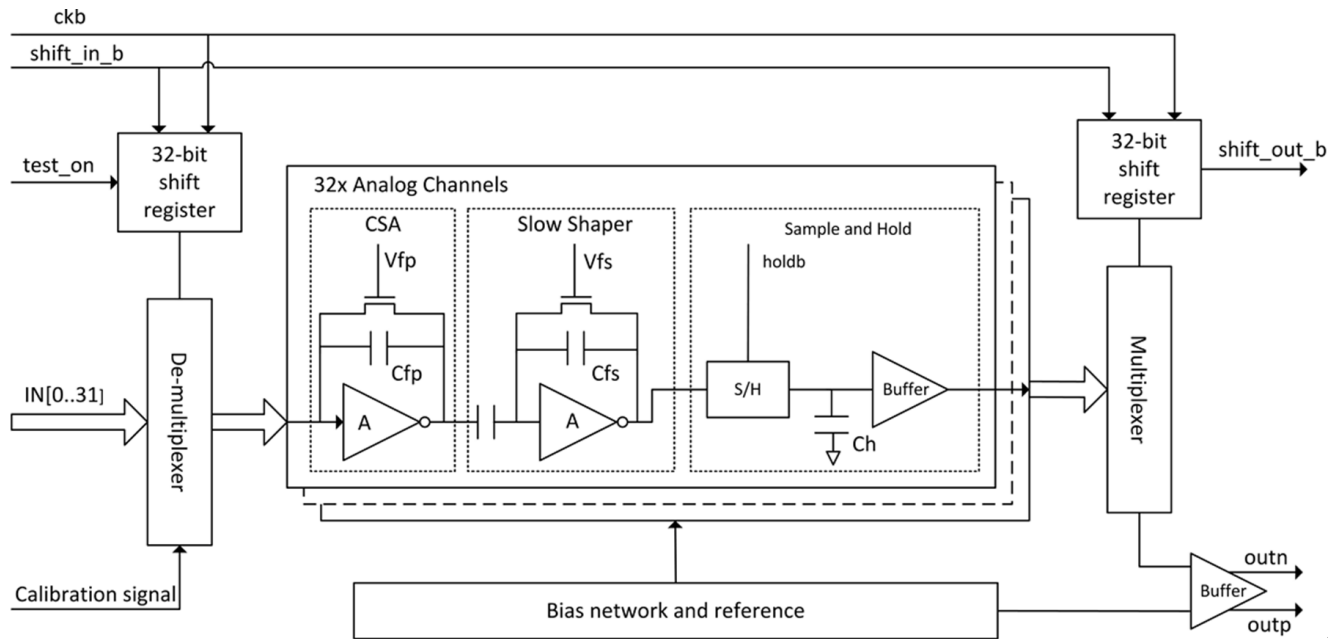 ckb
shift_in_b
test_on
32-bit
shift
register
32-bit
shift
register
shift_out_b
32x Analog Channels
CSA
Vfp
Cfp
A
Slow Shaper
Vfs
Cfs
A
Sample and Hold
holdb
S/H
Buffer
Ch
IN[0..31]
De-multiplexer
Multiplexer
Calibration signal
Bias network and reference
Buffer
outn
outp